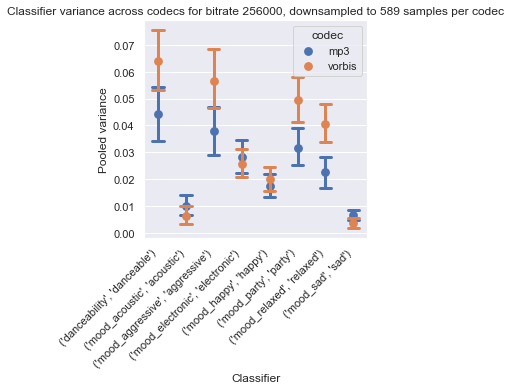 Classifier variance across codecs for bitrate 256000, downsampled to 589 samples per codec
codec
mp3
vorbis
Pooled variance
0.07
0.06
0.05
0.04
0.03
0.02
0.01
0.00
('danceability', 'danceable')
('mood_acoustic', 'acoustic')
('mood_aggressive', 'aggressive')
('mood_electronic', 'electronic')
('mood_happy', 'happy')
('mood_party', 'party')
('mood_relaxed', 'relaxed')
('mood_sad', 'sad')
Classifier